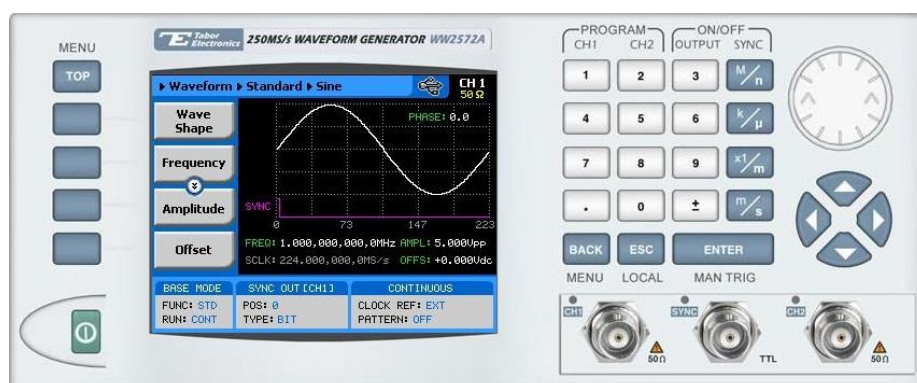 Tabor Electronics 250MS/s WAVEFORM GENERATOR WW2572A
MENU
TOP
Waveform Standard Sine
CH 1
50 Ω
Wave Shape
Frequency
Amplitude
Offset
PHASE: 0.0
SYNC
0 73 147 223
FREQ: 1.000,000,000,0MHz AMPL: 5.000Vpp
SCLK: 224.000,000,0MS/s OFFS: +0.000Vdc
BASE MODE SYNC OUT [CH1] CONTINUOUS
FUNC: STD POS: 0 CLOCK REF: EXT
RUN: CONT TYPE: BIT PATTERN: OFF
PROGRAM ON/OFF
CH1 CH2 OUTPUT SYNC
1 2 3 M/n
4 5 6 k/µ
7 8 9 x1/m
. 0 ± m/s
BACK ESC ENTER
MENU LOCAL MAN TRIG
CH1 SYNC CH2
50Ω TTL 50Ω